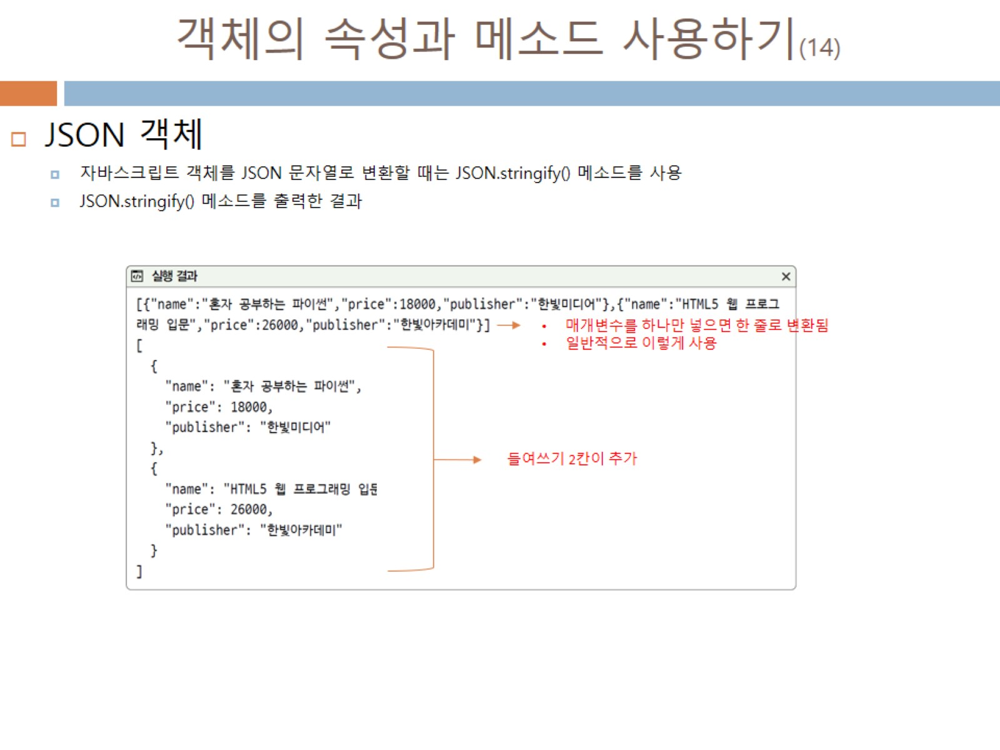 객체의 속성과 메소드 사용하기(14)
JSON 객체
자바스크립트 객체를 JSON 문자열로 변환할 때는 JSON.stringify() 메소드를 사용
JSON.stringify() 메소드를 출력한 결과
실행 결과
[{"name":"혼자 공부하는 파이썬","price":18000,"publisher":"한빛미디어"},{"name":"HTML5 웹 프로그
래밍 입문","price":26000,"publisher":"한빛아카데미"}]
• 매개변수를 하나만 넣으면 한 줄로 변환됨
• 일반적으로 이렇게 사용
[
{
"name": "혼자 공부하는 파이썬",
"price": 18000,
"publisher": "한빛미디어"
},
{
"name": "HTML5 웹 프로그래밍 입문
"price": 26000,
"publisher": "한빛아카데미"
}
]
들여쓰기 2칸이 추가